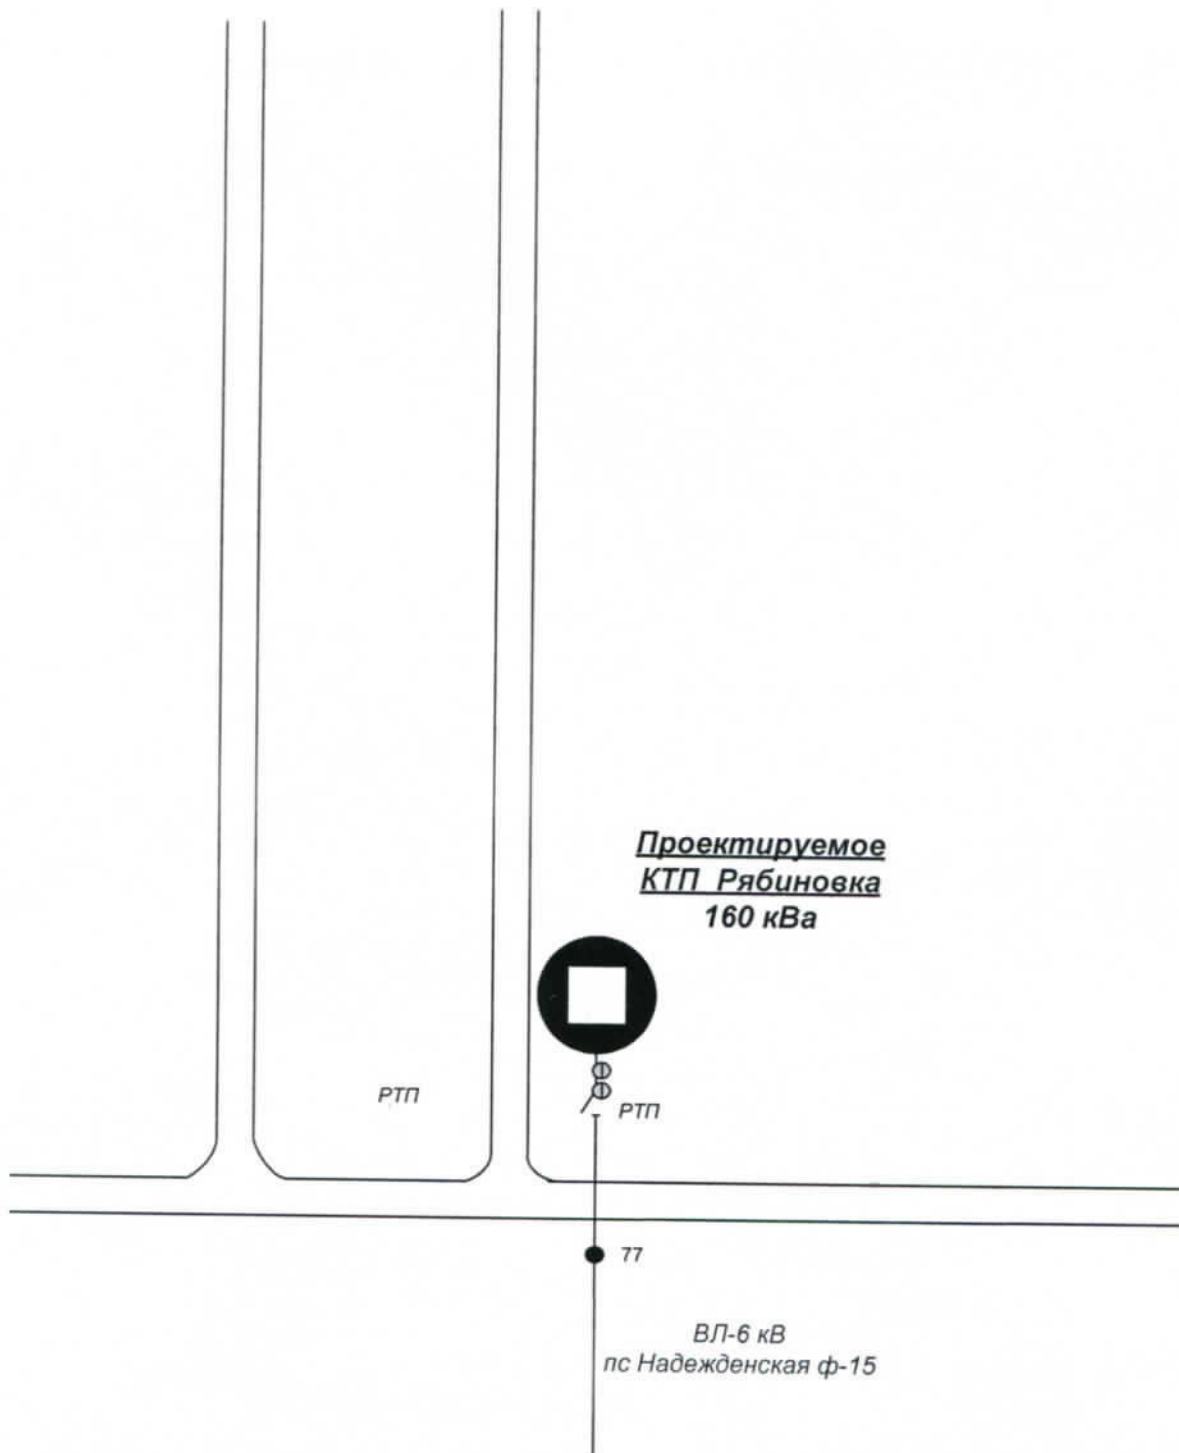 Проектируемое
КТП Рябиновка
160 кВа
РТП
РТП
77
ВЛ-6 кВ
пс Надежденская ф-15